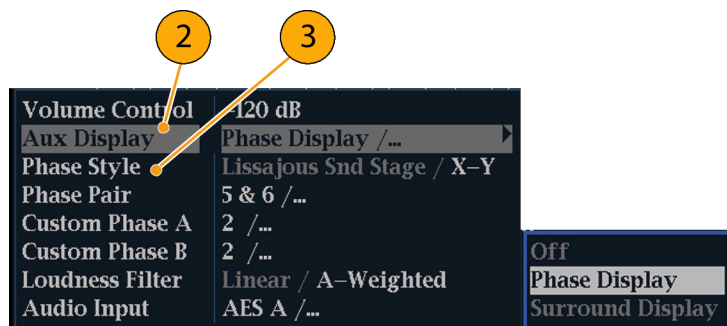 2 3
Volume Control -120 dB
Aux Display Phase Display /...
Phase Style Lissajous Snd Stage / X-Y
Phase Pair 5 & 6 /...
Custom Phase A 2 /...
Custom Phase B 2 /...
Loudness Filter Linear / A-Weighted
Audio Input AES A /...
Off
Phase Display
Surround Display